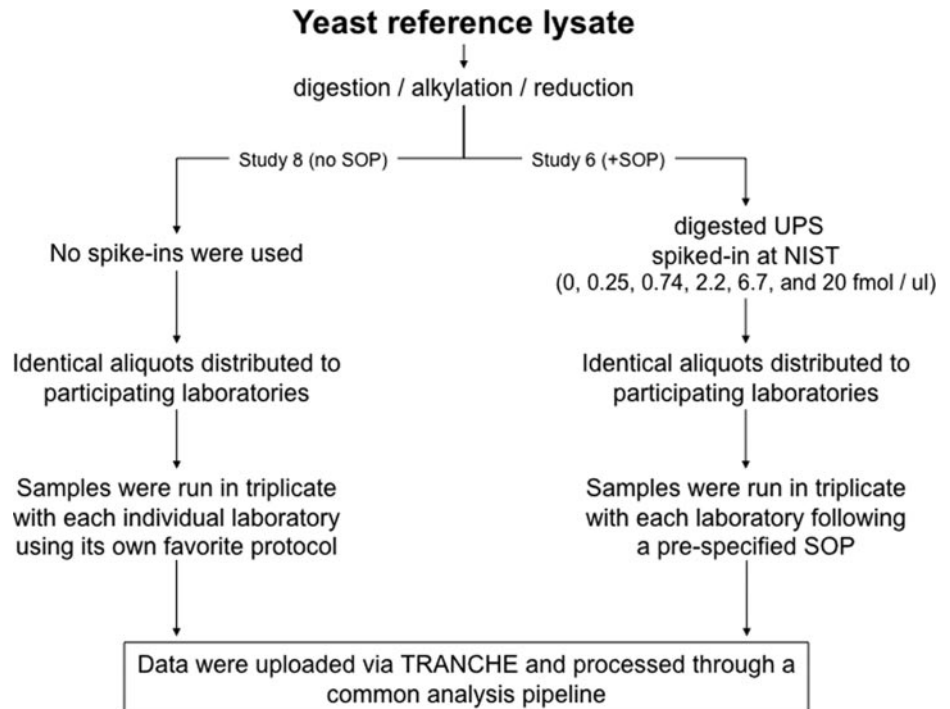 Yeast reference lysate
digestion / alkylation / reduction
Study 8 (no SOP)
Study 6 (+SOP)
No spike-ins were used
digested UPS
spiked-in at NIST
(0, 0.25, 0.74, 2.2, 6.7, and 20 fmol / ul)
Identical aliquots distributed to
participating laboratories
Identical aliquots distributed to
participating laboratories
Samples were run in triplicate
with each individual laboratory
using its own favorite protocol
Samples were run in triplicate
with each laboratory following
a pre-specified SOP
Data were uploaded via TRANCHE and processed through a
common analysis pipeline